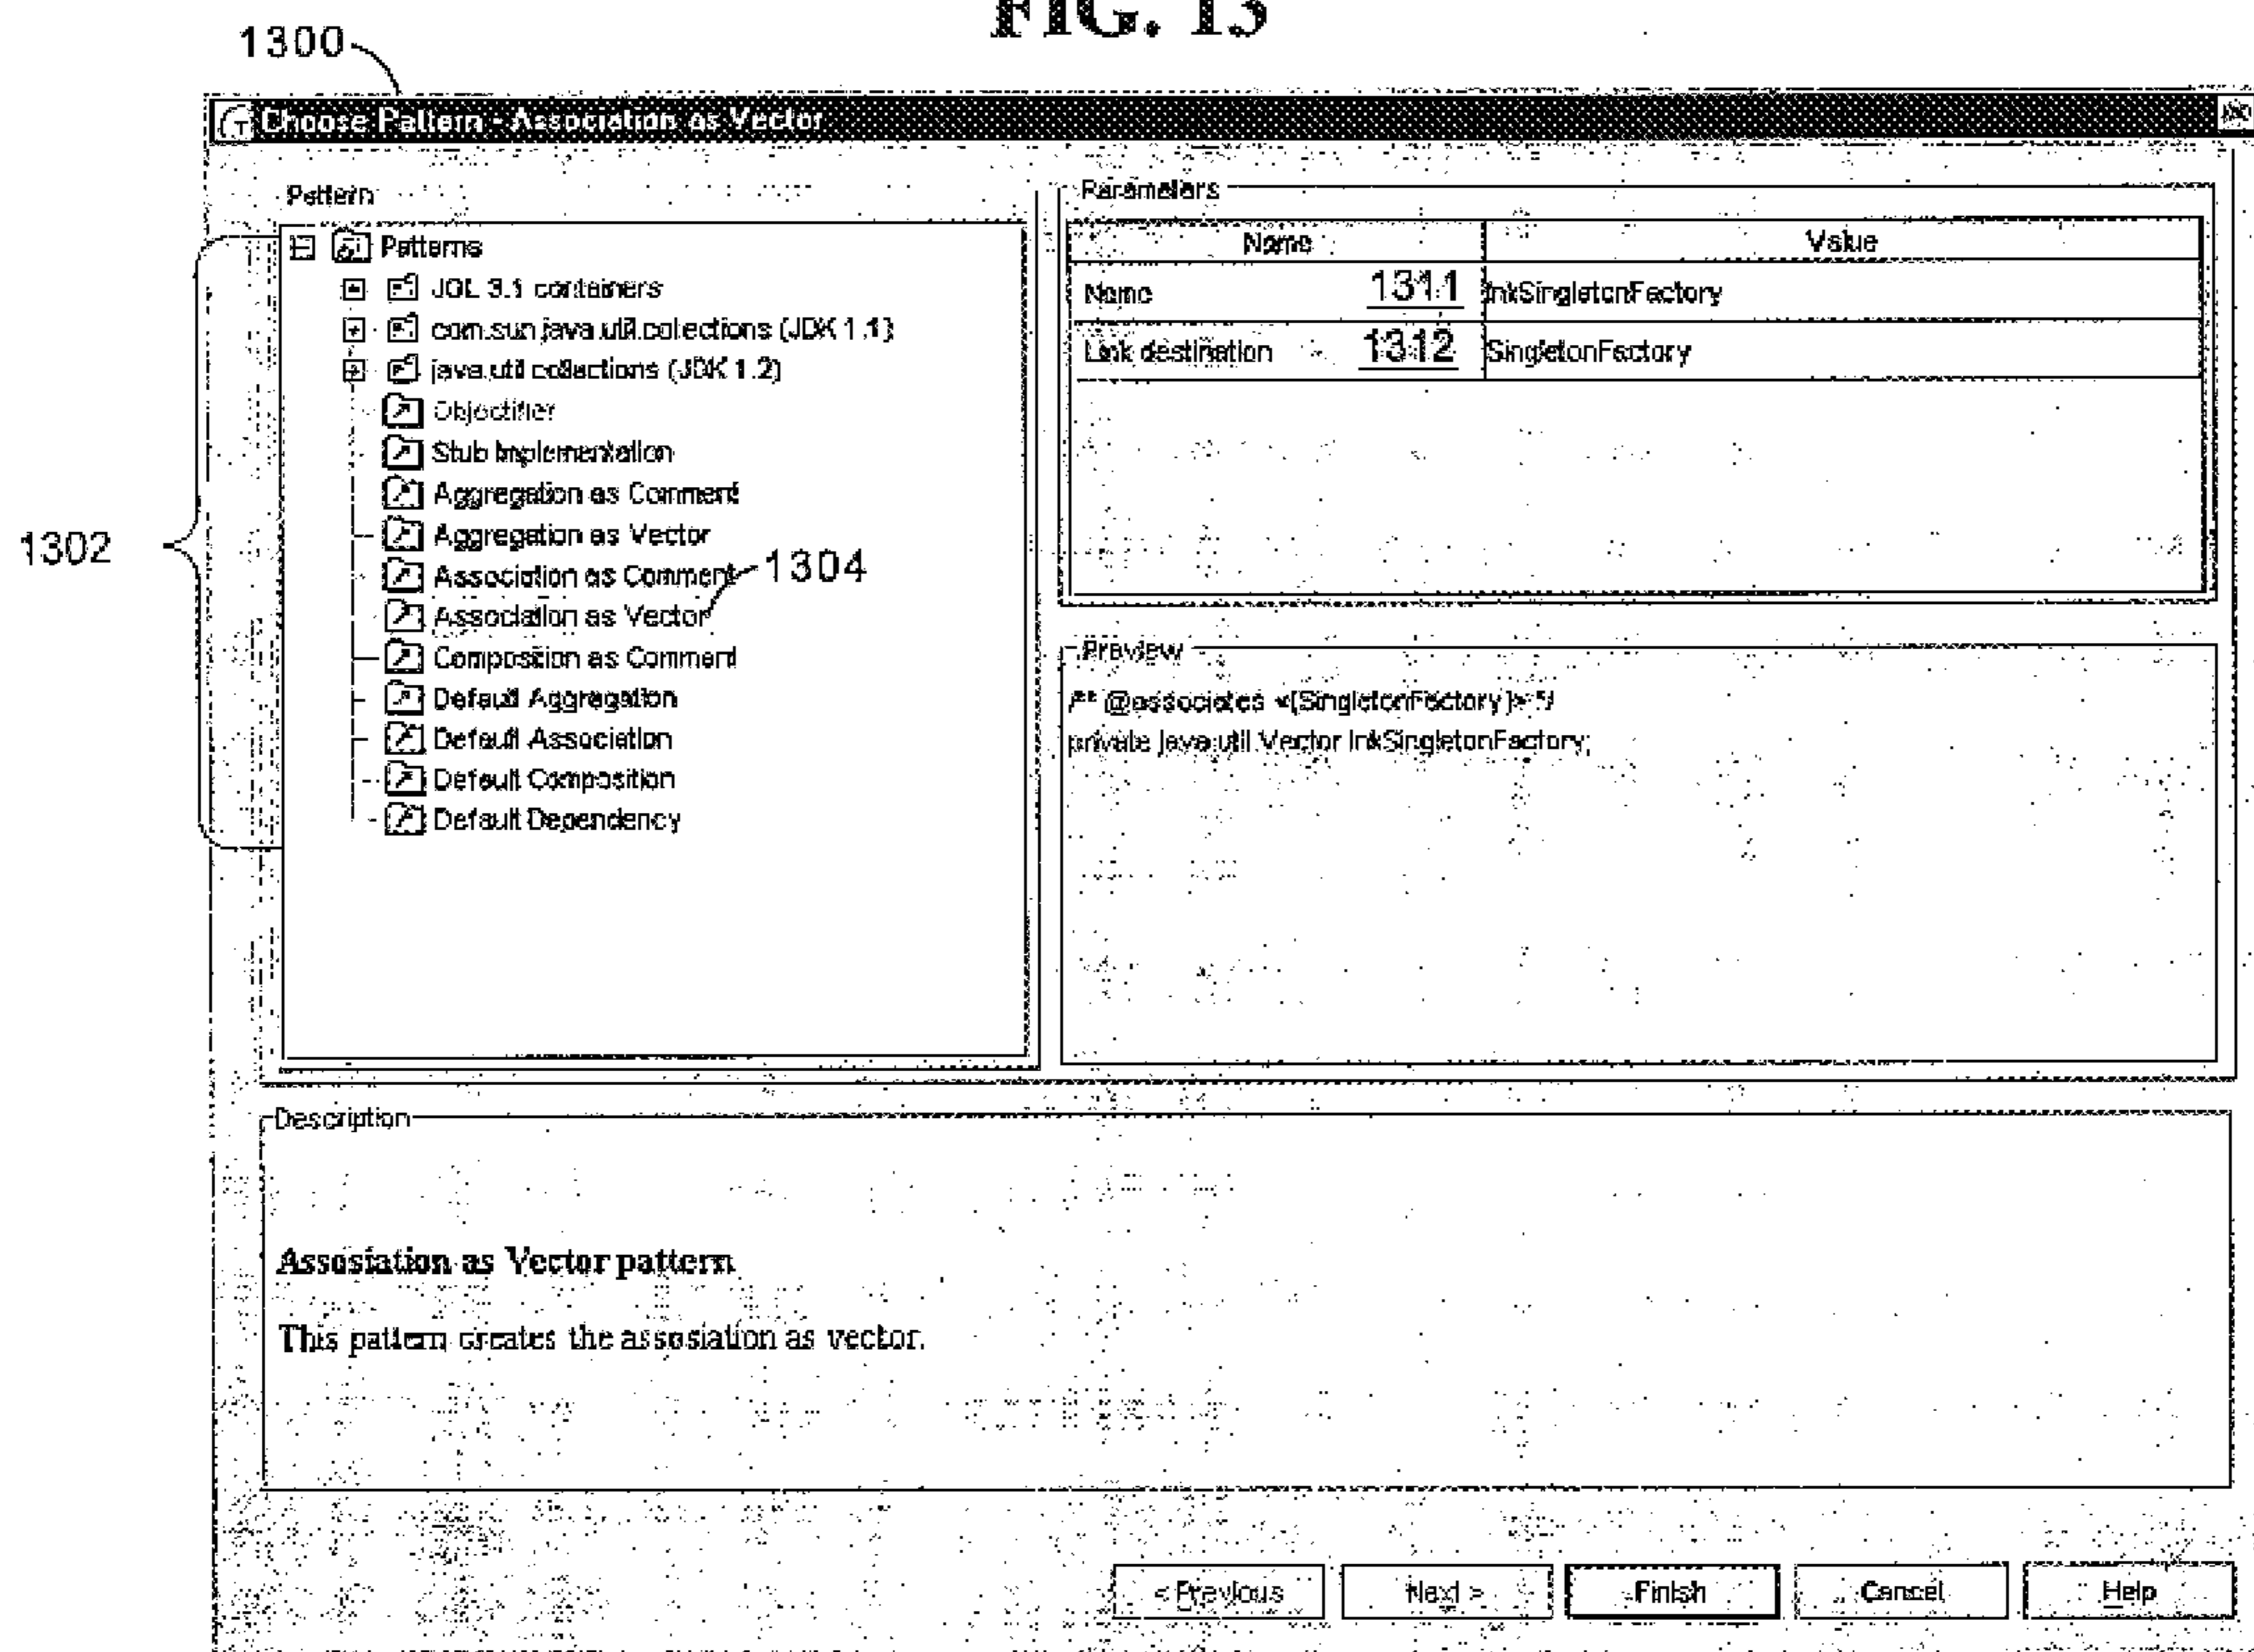 FIG. 13
1300
Choose Pattern - Association as Vector
Pattern
Patterns
JGL 3.1 containers
com.sun.java.util.collections (JDK 1.1)
java.util.collections (JDK 1.2)
Objectifier
Stub Implementation
Aggregation as Comment
Aggregation as Vector
Association as Comment
Association as Vector
Composition as Comment
Default Aggregation
Default Association
Default Composition
Default Dependency
1302
1304
Parameters
Name Value
Name 1311 lnkSingletonFactory
Link destination 1312 SingletonFactory
Preview
/** @associates <{SingletonFactory}> */
private java.util.Vector lnkSingletonFactory;
Description
Assosiation as Vector pattern
This pattern creates the assosiation as vector.
< Previous Next > Finish Cancel Help